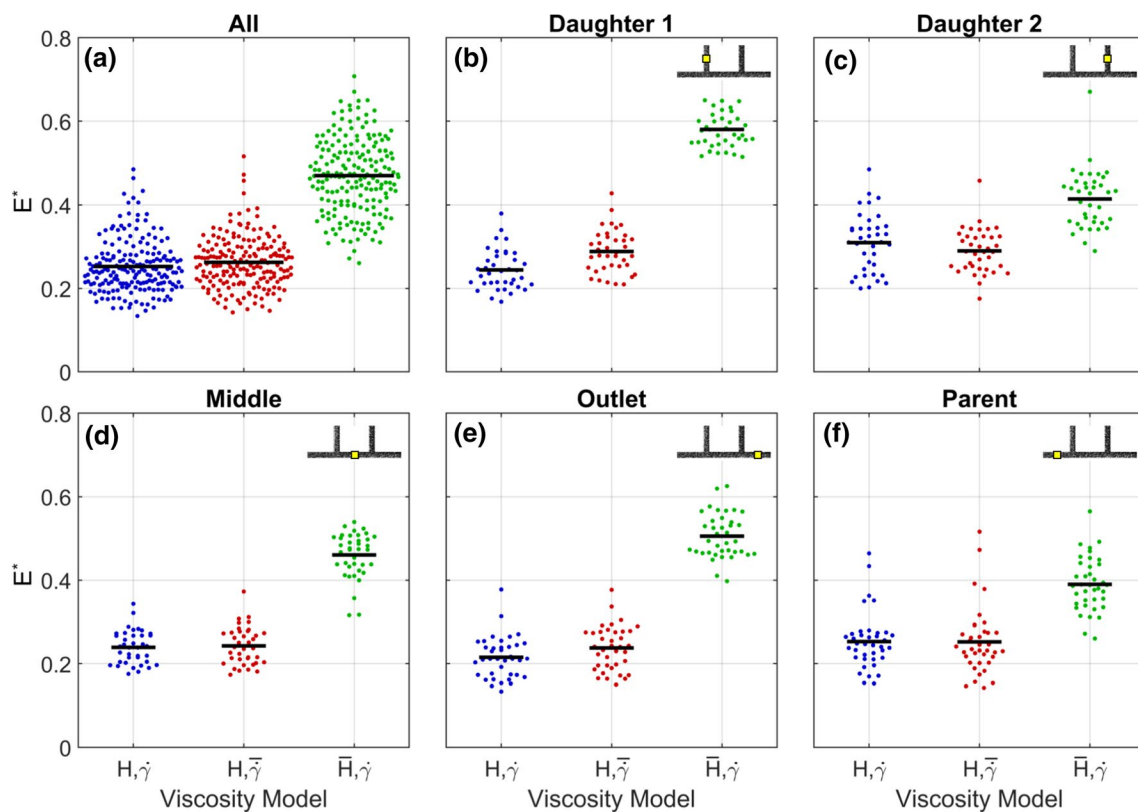 All
Daughter 1
Daughter 2
(a)
(b)
(c)
0.8
0.6
0.4
0.2
0
E*
Middle
Outlet
Parent
(d)
(e)
(f)
0.8
0.6
0.4
0.2
0
E*
H,γ̇ H,γ̇̄ H̄,γ̇
H,γ̇ H,γ̇̄ H̄,γ̇
H,γ̇ H,γ̇̄ H̄,γ̇
Viscosity Model
Viscosity Model
Viscosity Model